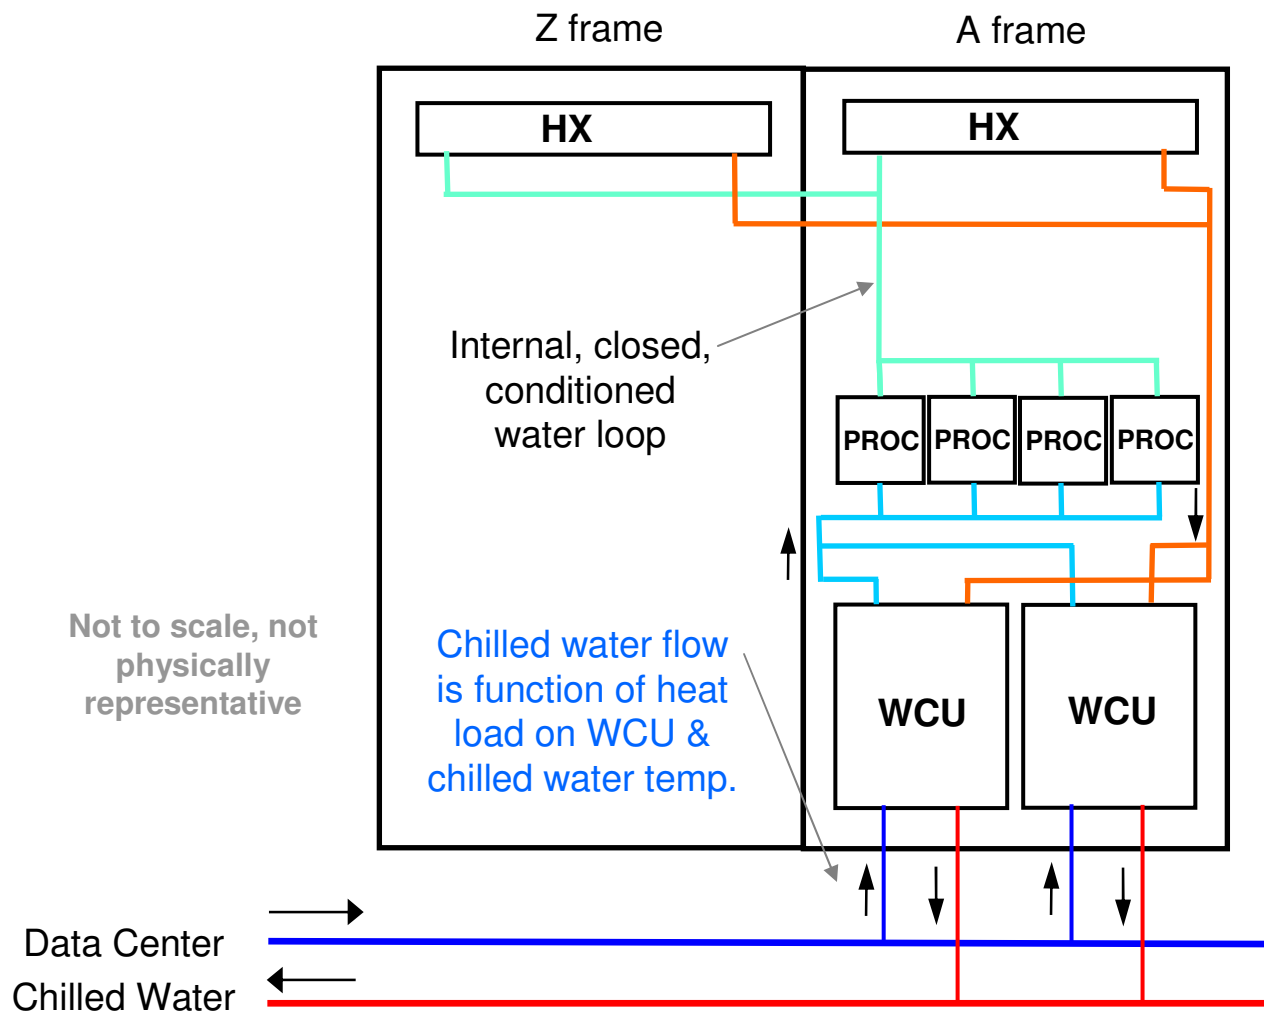 Z frame
A frame
HX
HX
Internal, closed,
conditioned
water loop
PROC
PROC
PROC
PROC
Not to scale, not
physically
representative
Chilled water flow
is function of heat
load on WCU &
chilled water temp.
WCU
WCU
Data Center
Chilled Water